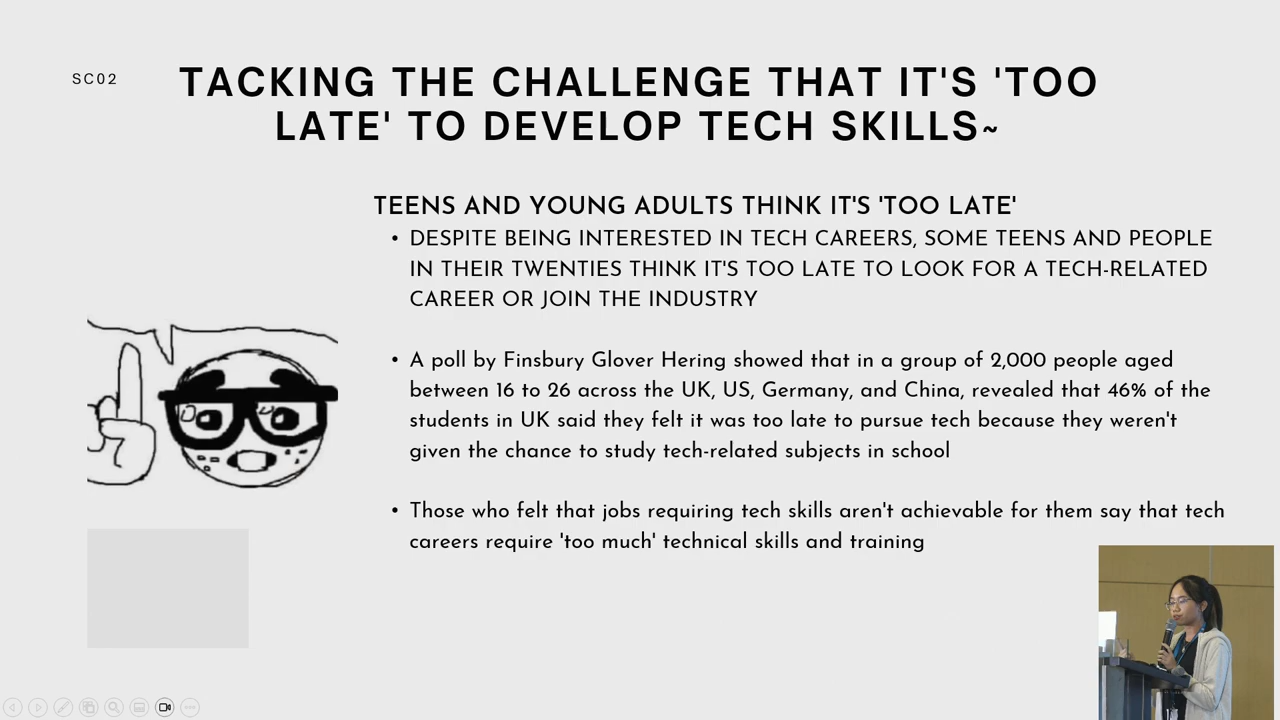 SC02
TACKING THE CHALLENGE THAT IT'S 'TOO
LATE' TO DEVELOP TECH SKILLS~
TEENS AND YOUNG ADULTS THINK IT'S 'TOO LATE'
• DESPITE BEING INTERESTED IN TECH CAREERS, SOME TEENS AND PEOPLE
IN THEIR TWENTIES THINK IT'S TOO LATE TO LOOK FOR A TECH-RELATED
CAREER OR JOIN THE INDUSTRY
• A poll by Finsbury Glover Hering showed that in a group of 2,000 people aged
between 16 to 26 across the UK, US, Germany, and China, revealed that 46% of the
students in UK said they felt it was too late to pursue tech because they weren't
given the chance to study tech-related subjects in school
• Those who felt that jobs requiring tech skills aren't achievable for them say that tech
careers require 'too much' technical skills and training